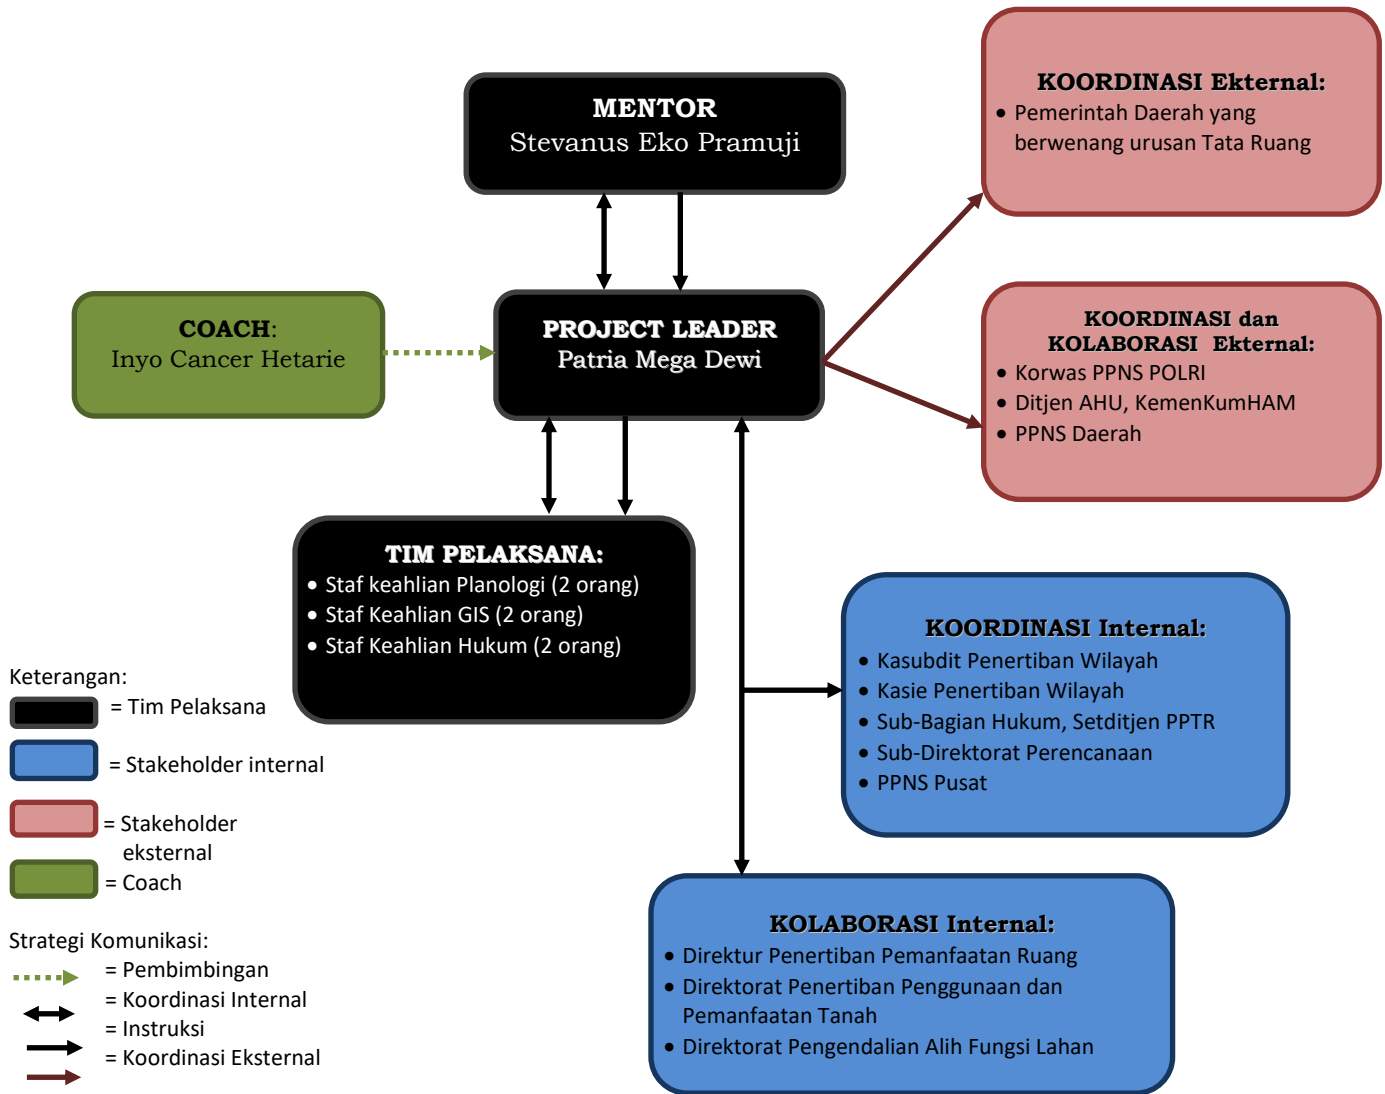 MENTOR
Stevanus Eko Pramuji
KOORDINASI Ekternal:
• Pemerintah Daerah yang
berwenang urusan Tata Ruang
COACH:
Inyo Cancer Hetarie
PROJECT LEADER
Patria Mega Dewi
KOORDINASI dan
KOLABORASI Ekternal:
• Korwas PPNS POLRI
• Ditjen AHU, KemenKumHAM
• PPNS Daerah
TIM PELAKSANA:
• Staf keahlian Planologi (2 orang)
• Staf Keahlian GIS (2 orang)
• Staf Keahlian Hukum (2 orang)
KOORDINASI Internal:
• Kasubdit Penertiban Wilayah
• Kasie Penertiban Wilayah
• Sub-Bagian Hukum, Setditjen PPTR
• Sub-Direktorat Perencanaan
• PPNS Pusat
KOLABORASI Internal:
• Direktur Penertiban Pemanfaatan Ruang
• Direktorat Penertiban Penggunaan dan
Pemanfaatan Tanah
• Direktorat Pengendalian Alih Fungsi Lahan
Keterangan:
= Tim Pelaksana
= Stakeholder internal
= Stakeholder
eksternal
= Coach
Strategi Komunikasi:
= Pembimbingan
= Koordinasi Internal
= Instruksi
= Koordinasi Eksternal